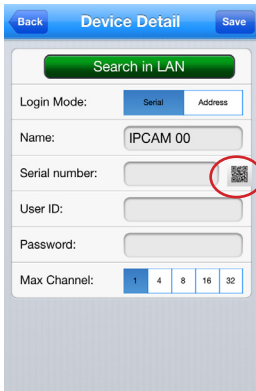 Back Device Detail Save
Search in LAN
Login Mode: Serial Address
Name: IPCAM 00
Serial number:
User ID:
Password:
Max Channel: 1 4 8 16 32